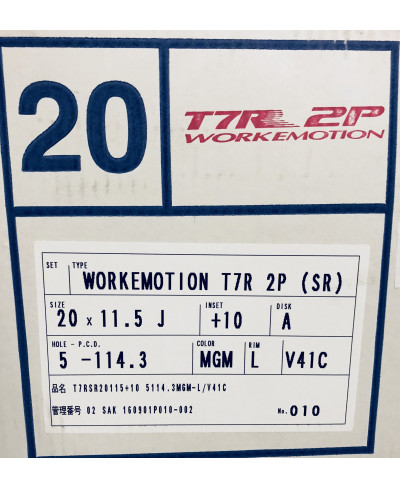 20
T7R 2P
WORKEMOTION
SET TYPE
WORKEMOTION T7R 2P (SR)
SIZE INSET DISK
20 x 11.5 J +10 A
HOLE - P.C.D. COLOR RIM
5 -114.3 MGM L V41C
品名 T7RSR20115+10 5114.3MGM-L/V41C
管理番号 02 SAK 160901P010-002 No.010